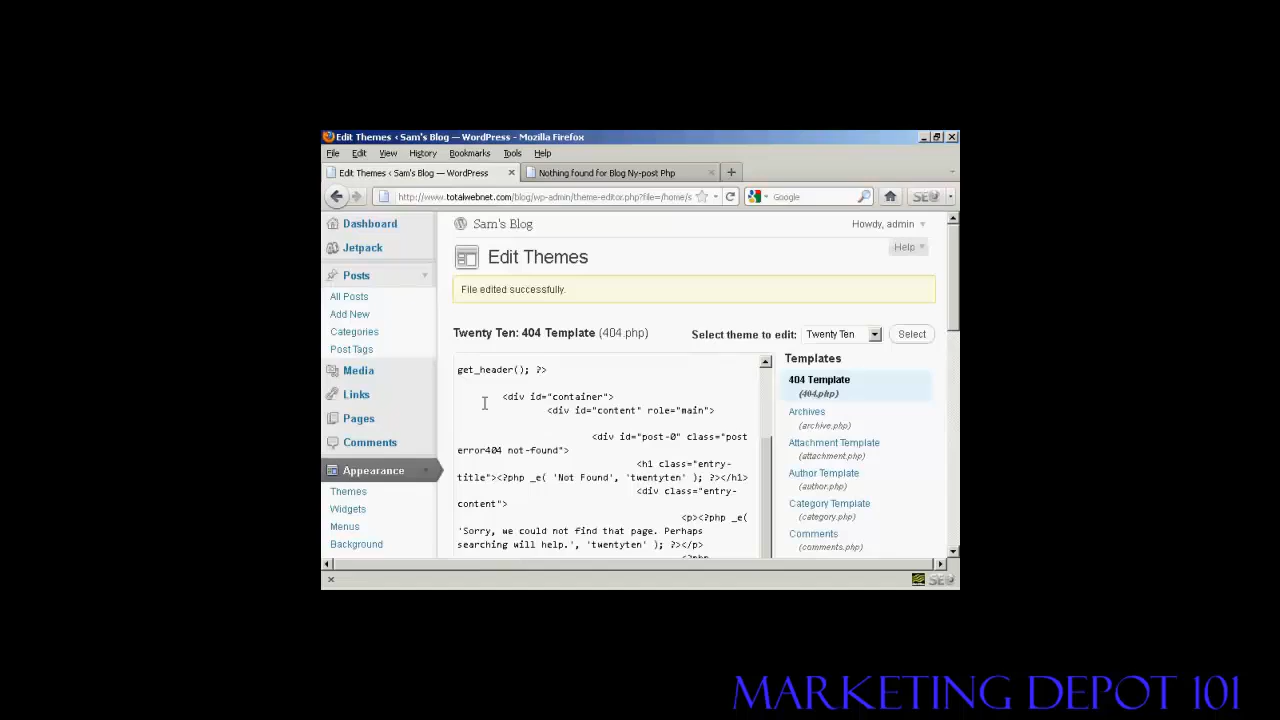 Edit Themes ‹ Sam's Blog — WordPress - Mozilla Firefox
File Edit View History Bookmarks Tools Help
Edit Themes ‹ Sam's Blog — WordPress
Nothing found for Blog Ny-post Php
http://www.totalwebnet.com/blog/wp-admin/theme-editor.php?file=/home/s
Google
SE
Dashboard
Jetpack
Posts
All Posts
Add New
Categories
Post Tags
Media
Links
Pages
Comments
Appearance
Themes
Widgets
Menus
Background
Sam's Blog
Howdy, admin
Help
Edit Themes
File edited successfully.
Twenty Ten: 404 Template (404.php)
Select theme to edit: Twenty Ten Select
get_header(); ?>
<div id="container">
<div id="content" role="main">
<div id="post-0" class="post
error404 not-found">
<h1 class="entry-
title"><?php _e( 'Not Found', 'twentyten' ); ?></h1>
<div class="entry-
content">
<p><?php _e(
'Sorry, we could not find that page. Perhaps
searching will help.', 'twentyten' ); ?></p>
<?php
Templates
404 Template
(404.php)
Archives
(archive.php)
Attachment Template
(attachment.php)
Author Template
(author.php)
Category Template
(category.php)
Comments
(comments.php)
MARKETING DEPOT 101